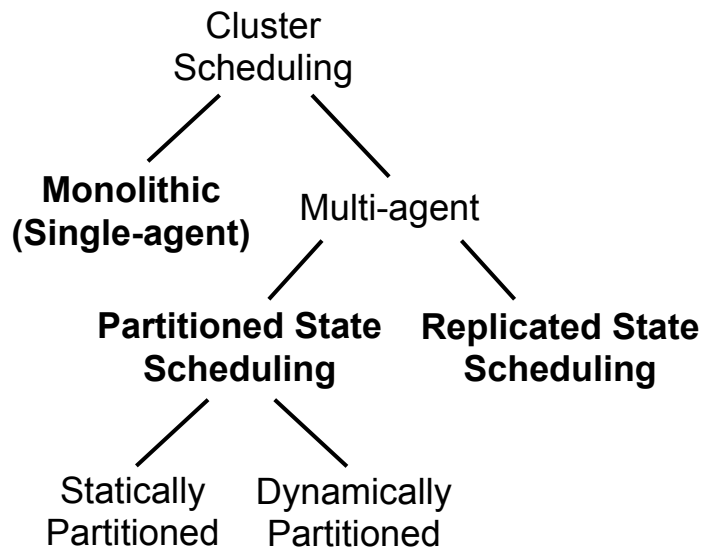 Cluster
Scheduling
Monolithic
(Single-agent)
Multi-agent
Partitioned State
Scheduling
Replicated State
Scheduling
Statically
Partitioned
Dynamically
Partitioned